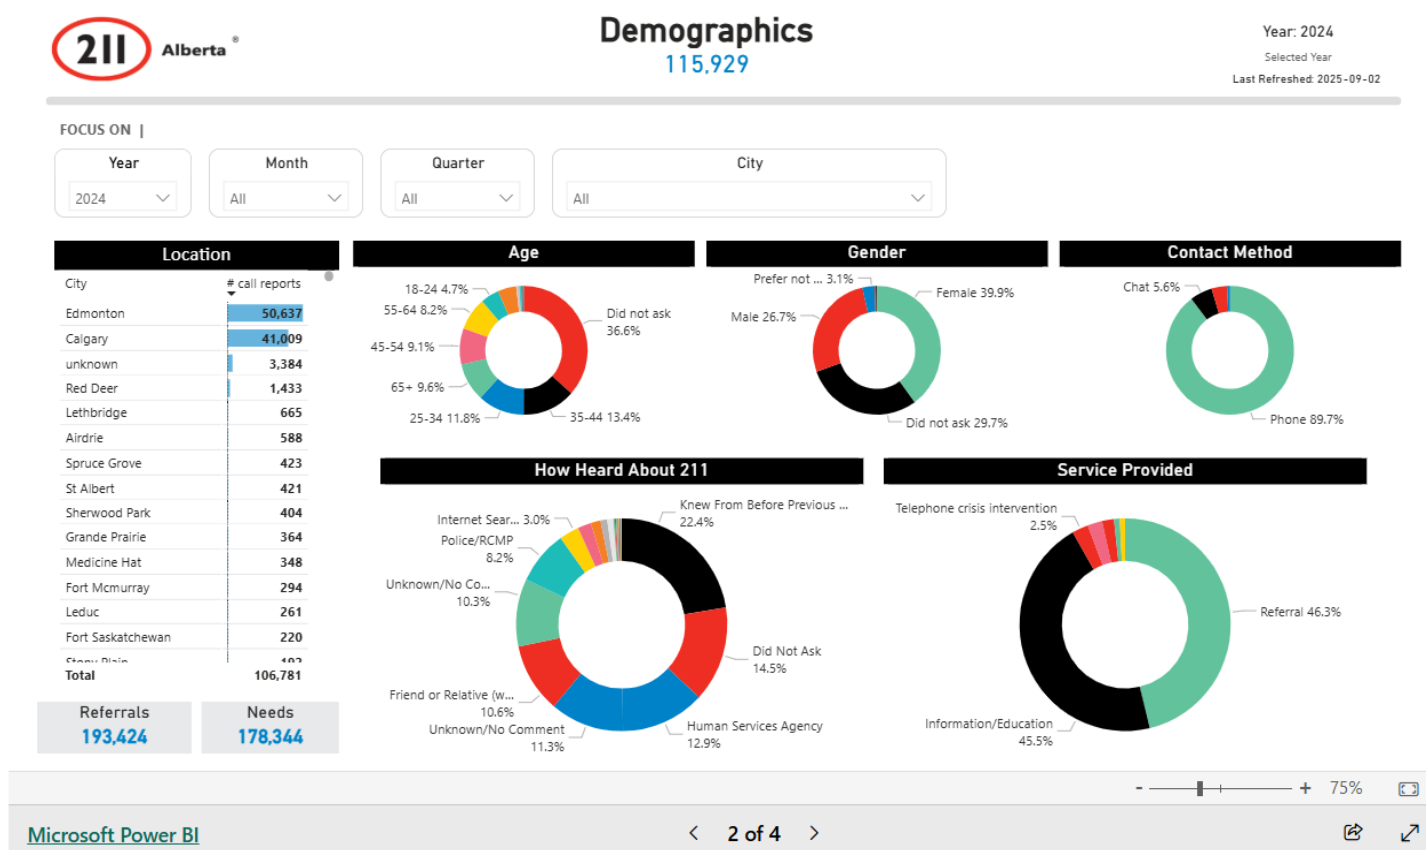 211 Alberta ®
Demographics
115,929
Year: 2024
Selected Year
Last Refreshed: 2025-09-02
FOCUS ON |
Year
2024
Month
All
Quarter
All
City
All
Location
City # call reports
Edmonton 50,637
Calgary 41,009
unknown 3,384
Red Deer 1,433
Lethbridge 665
Airdrie 588
Spruce Grove 423
St Albert 421
Sherwood Park 404
Grande Prairie 364
Medicine Hat 348
Fort Mcmurray 294
Leduc 261
Fort Saskatchewan 220
Stony Plain
Total 106,781
Referrals
193,424
Needs
178,344
Age
18-24 4.7%
55-64 8.2%
45-54 9.1%
65+ 9.6%
25-34 11.8%
35-44 13.4%
Did not ask
36.6%
Gender
Prefer not ... 3.1%
Female 39.9%
Male 26.7%
Did not ask 29.7%
Contact Method
Chat 5.6%
Phone 89.7%
How Heard About 211
Internet Sear... 3.0%
Police/RCMP
8.2%
Unknown/No Co...
10.3%
Friend or Relative (w...
10.6%
Unknown/No Comment
11.3%
Human Services Agency
12.9%
Did Not Ask
14.5%
Knew From Before Previous ...
22.4%
Service Provided
Telephone crisis intervention
2.5%
Referral 46.3%
Information/Education
45.5%
- + 75%
Microsoft Power BI
< 2 of 4 >